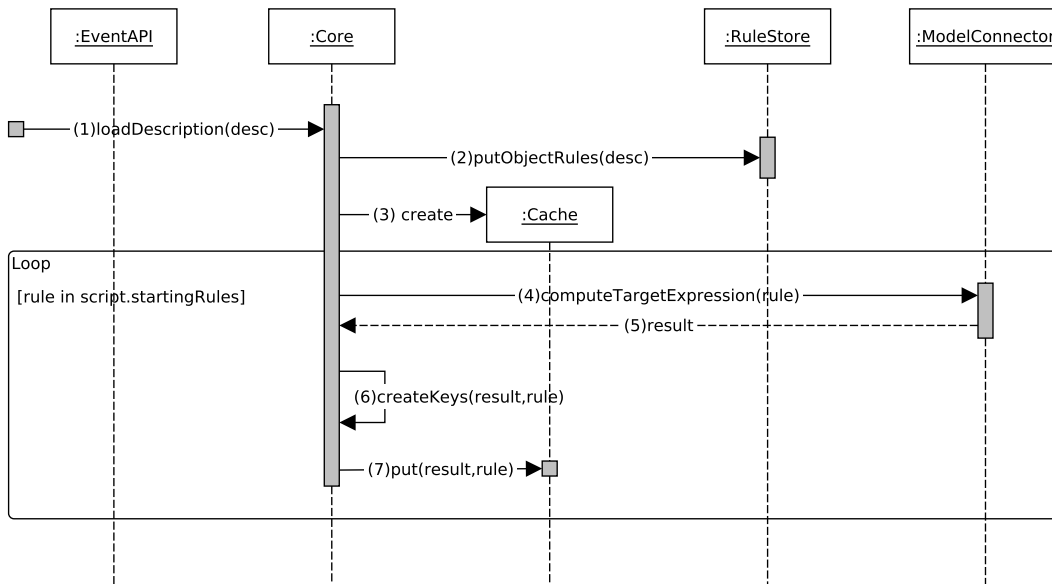 :EventAPI
:Core
:RuleStore
:ModelConnector
(1)loadDescription(desc)
(2)putObjectRules(desc)
(3) create
:Cache
Loop
[rule in script.startingRules]
(4)computeTargetExpression(rule)
(5)result
(6)createKeys(result,rule)
(7)put(result,rule)